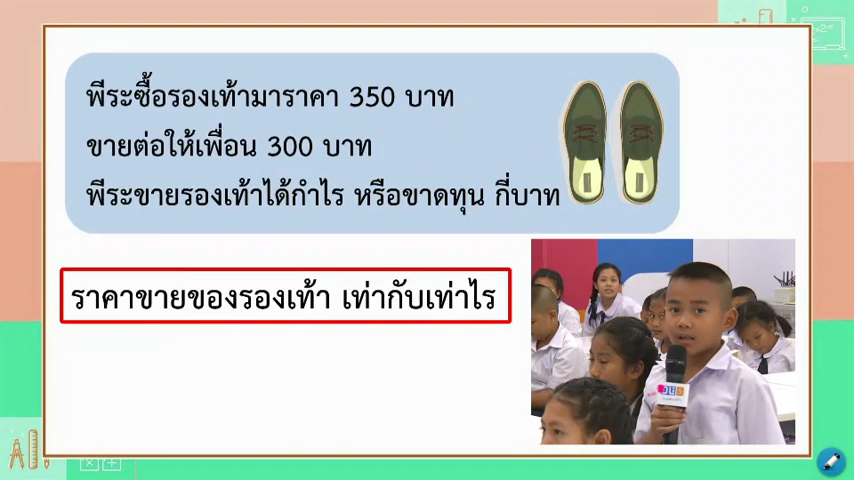 พีระซื้อรองเท้ามาราคา 350 บาท
ขายต่อให้เพื่อน 300 บาท
พีระขายรองเท้าได้กำไร หรือขาดทุน กี่บาท
ราคาขายของรองเท้า เท่ากับเท่าไร